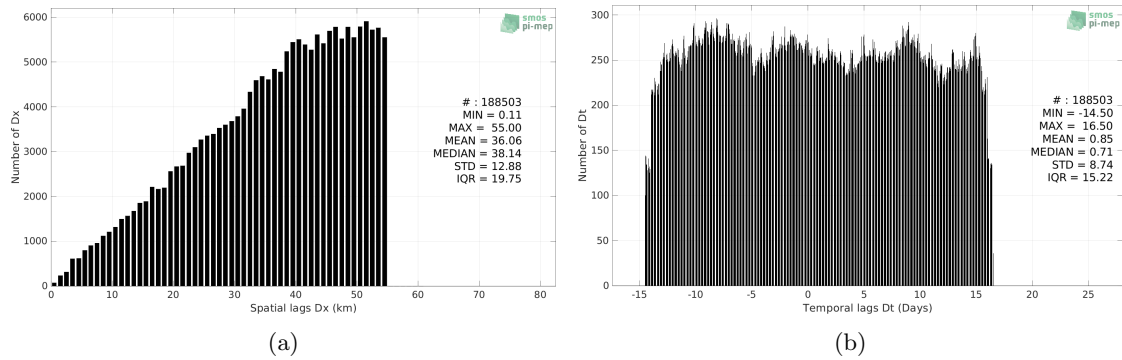 6000
5000
4000
3000
2000
1000
0
Number of Dx
0 10 20 30 40 50 60 70 80
Spatial lags Dx (km)
smos
pi-mep
# : 188503
MIN = 0.11
MAX = 55.00
MEAN = 36.06
MEDIAN = 38.14
STD = 12.88
IQR = 19.75
(a)
300
250
200
150
100
50
0
Number of Dt
-15 -10 -5 0 5 10 15 20 25
Temporal lags Dt (Days)
smos
pi-mep
# : 188503
MIN = -14.50
MAX = 16.50
MEAN = 0.85
MEDIAN = 0.71
STD = 8.74
IQR = 15.22
(b)